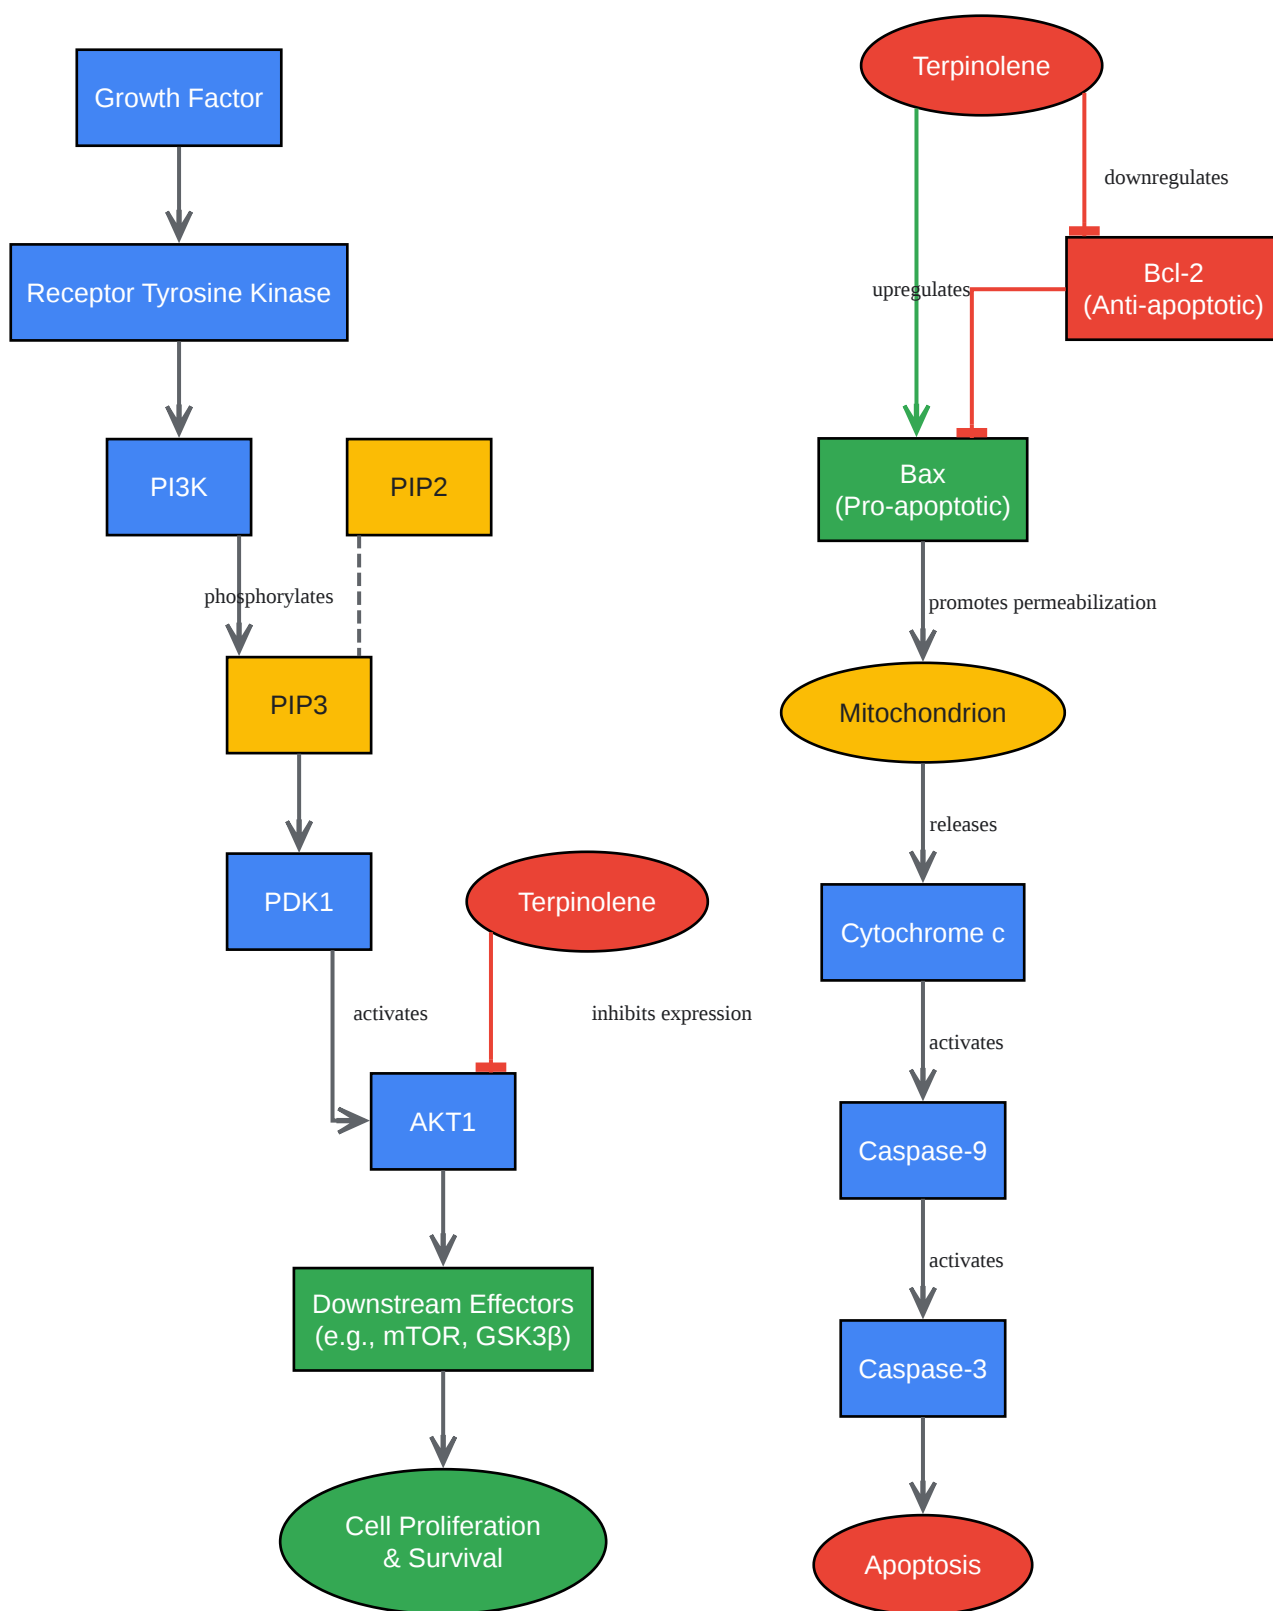 Growth Factor
Receptor Tyrosine Kinase
PI3K
PIP2
phosphorylates
PIP3
PDK1
Terpinolene
activates
inhibits expression
AKT1
Downstream Effectors
(e.g., mTOR, GSK3β)
Cell Proliferation
& Survival
Terpinolene
downregulates
Bcl-2
(Anti-apoptotic)
upregulates
Bax
(Pro-apoptotic)
promotes permeabilization
Mitochondrion
releases
Cytochrome c
activates
Caspase-9
activates
Caspase-3
Apoptosis